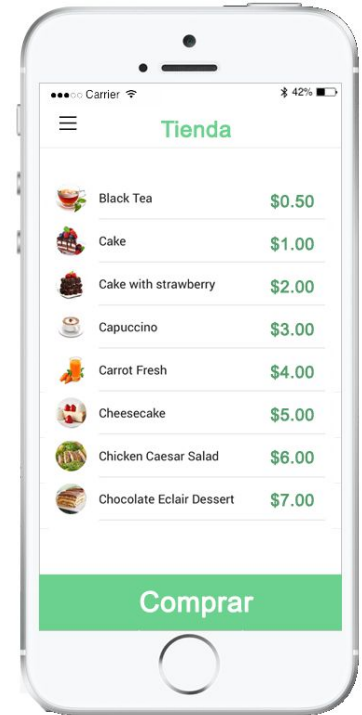 Carrier 42%
Tienda
Black Tea $0.50
Cake $1.00
Cake with strawberry $2.00
Capuccino $3.00
Carrot Fresh $4.00
Cheesecake $5.00
Chicken Caesar Salad $6.00
Chocolate Eclair Dessert $7.00
Comprar